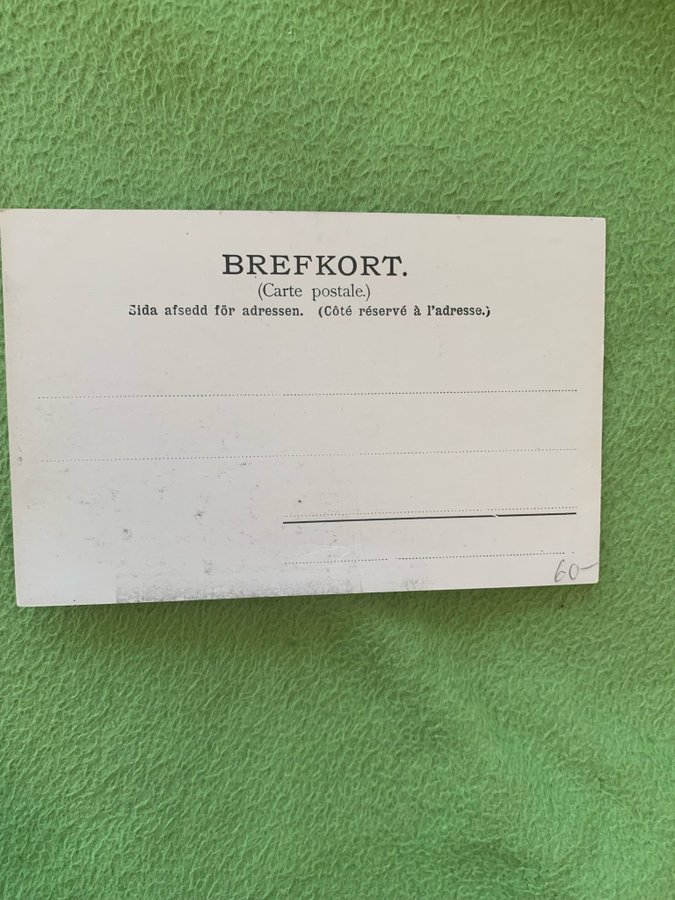 BREFKORT.
(Carte postale.)
Sida afsedd för adressen. (Côté réservé à l'adresse.)
60-